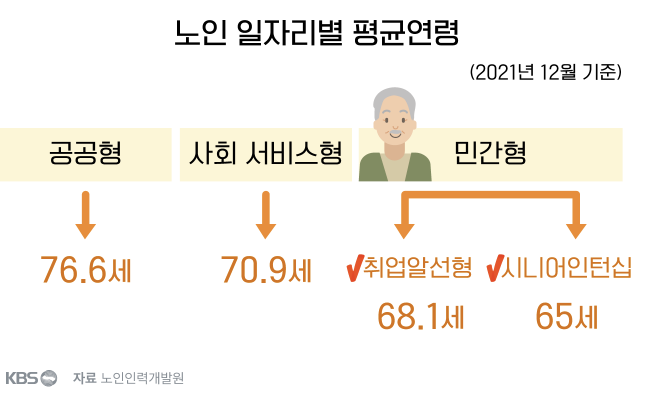 노인 일자리별 평균연령
(2021년 12월 기준)
공공형
사회 서비스형
민간형
76.6세
70.9세
취업알선형
시니어인턴십
68.1세
65세
KBS 자료 노인인력개발원